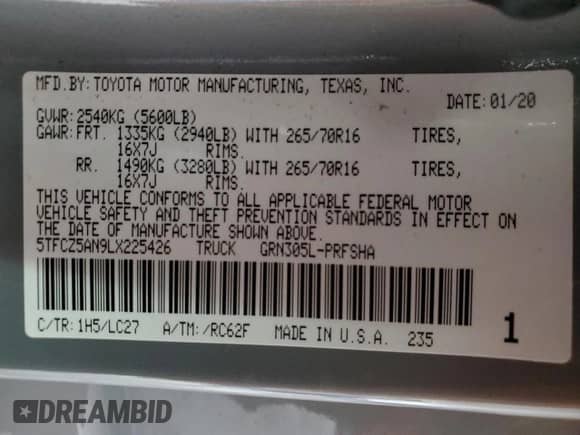 MFD.BY:TOYOTA MOTOR MANUFACTURING, TEXAS, INC.
DATE:01/20
GVWR:2540KG (5600LB)
GAWR:FRT. 1335KG (2940LB) WITH 265/70R16 TIRES,
16X7J RIMS.
RR. 1490KG (3280LB) WITH 265/70R16 TIRES,
16X7J RIMS.
THIS VEHICLE CONFORMS TO ALL APPLICABLE FEDERAL MOTOR
VEHICLE SAFETY AND THEFT PREVENTION STANDARDS IN EFFECT ON
THE DATE OF MANUFACTURE SHOWN ABOVE.
5TFCZ5AN9LX225426 TRUCK GRN305L-PRFSHA
C/TR:1H5/LC27 A/TM:/RC62F MADE IN U.S.A. 235 1
DREAMBID